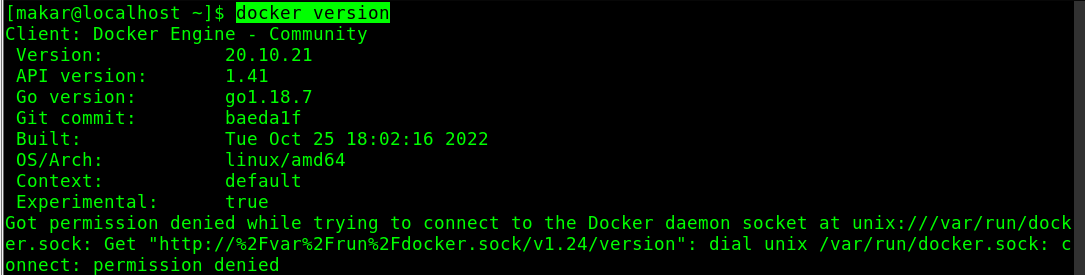 [makar@localhost ~]$ docker version
Client: Docker Engine - Community
 Version:           20.10.21
 API version:       1.41
 Go version:        go1.18.7
 Git commit:        baeda1f
 Built:             Tue Oct 25 18:02:16 2022
 OS/Arch:           linux/amd64
 Context:           default
 Experimental:      true
Got permission denied while trying to connect to the Docker daemon socket at unix:///var/run/dock
er.sock: Get "http://%2Fvar%2Frun%2Fdocker.sock/v1.24/version": dial unix /var/run/docker.sock: c
onnect: permission denied